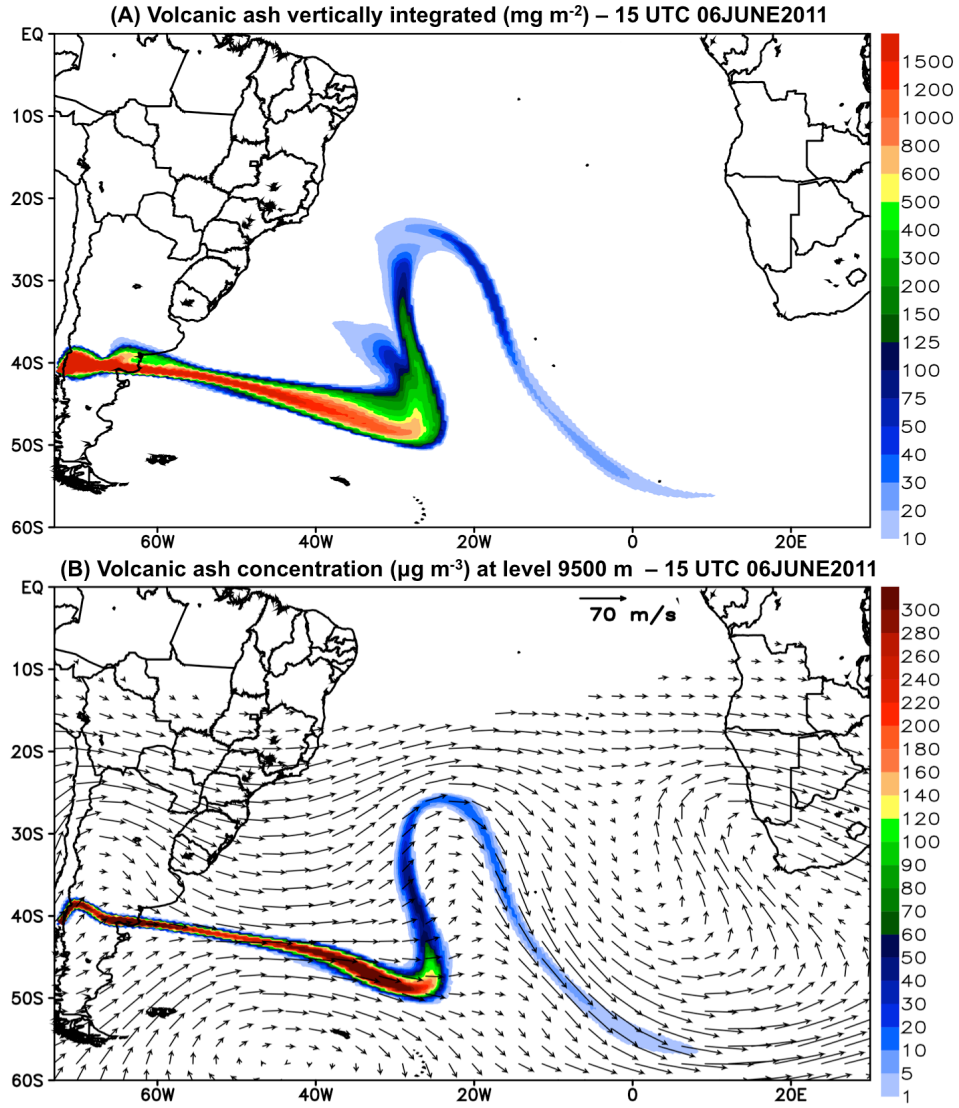 (A) Volcanic ash vertically integrated (mg m-2) – 15 UTC 06JUNE2011
EQ
10S
20S
30S
40S
50S
60S
60W
40W
20W
0
20E
1500
1200
1000
800
600
500
400
300
200
150
125
100
75
50
40
30
20
10
(B) Volcanic ash concentration (µg m-3) at level 9500 m – 15 UTC 06JUNE2011
70 m/s
EQ
10S
20S
30S
40S
50S
60S
60W
40W
20W
0
20E
300
280
260
240
220
200
180
160
140
120
100
90
80
70
60
50
40
30
20
10
5
1